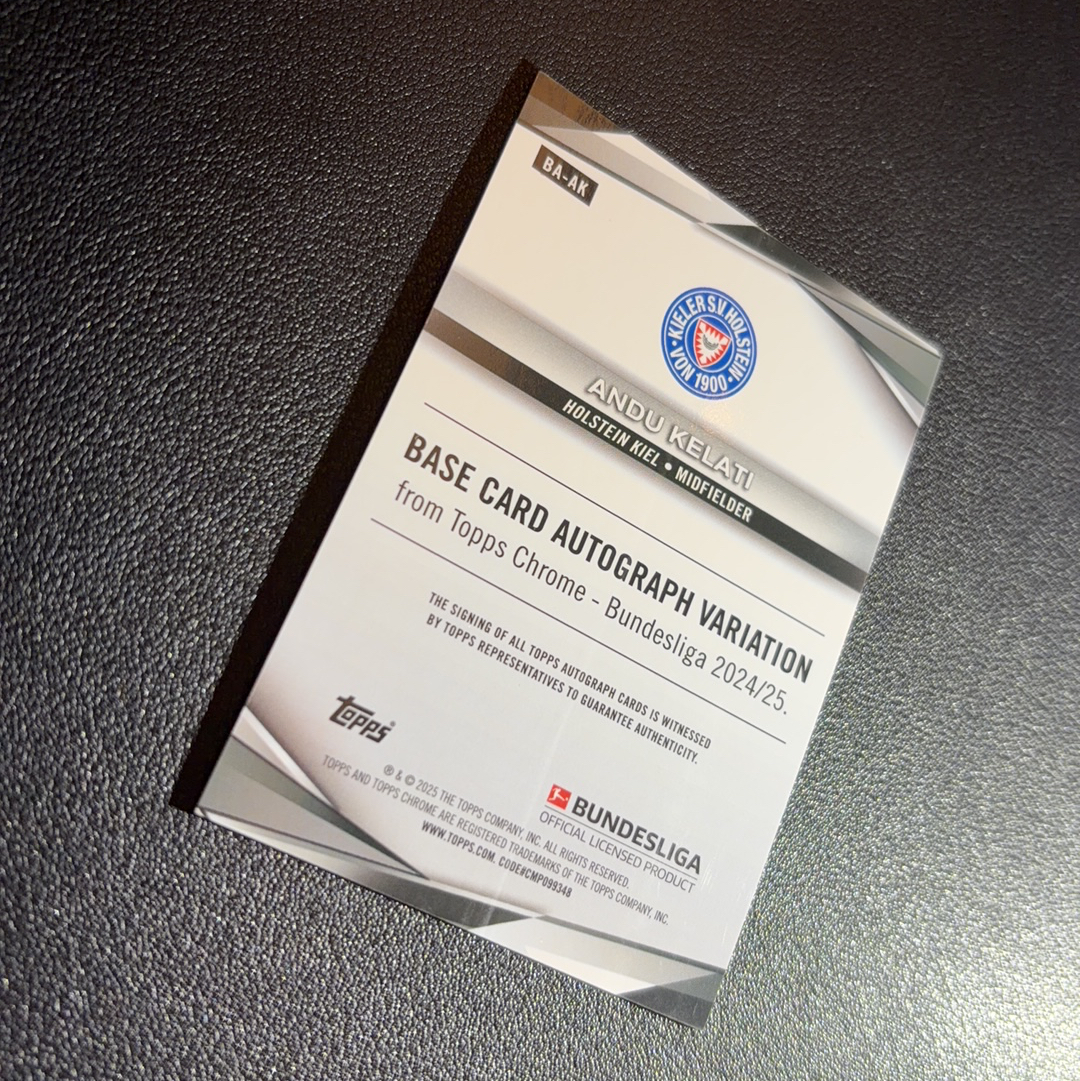 BA-AK
KIELER S.V. HOLSTEIN
VON 1900
ANDU KELATI
HOLSTEIN KIEL • MIDFIELDER
BASE CARD AUTOGRAPH VARIATION
from Topps Chrome - Bundesliga 2024/25.
THE SIGNING OF ALL TOPPS AUTOGRAPH CARDS IS WITNESSED
BY TOPPS REPRESENTATIVES TO GUARANTEE AUTHENTICITY.
topps®
BUNDESLIGA
OFFICIAL LICENSED PRODUCT
® & © 2025 THE TOPPS COMPANY, INC. ALL RIGHTS RESERVED.
TOPPS AND TOPPS CHROME ARE REGISTERED TRADEMARKS OF THE TOPPS COMPANY, INC.
WWW.TOPPS.COM. CODE#CMP099348